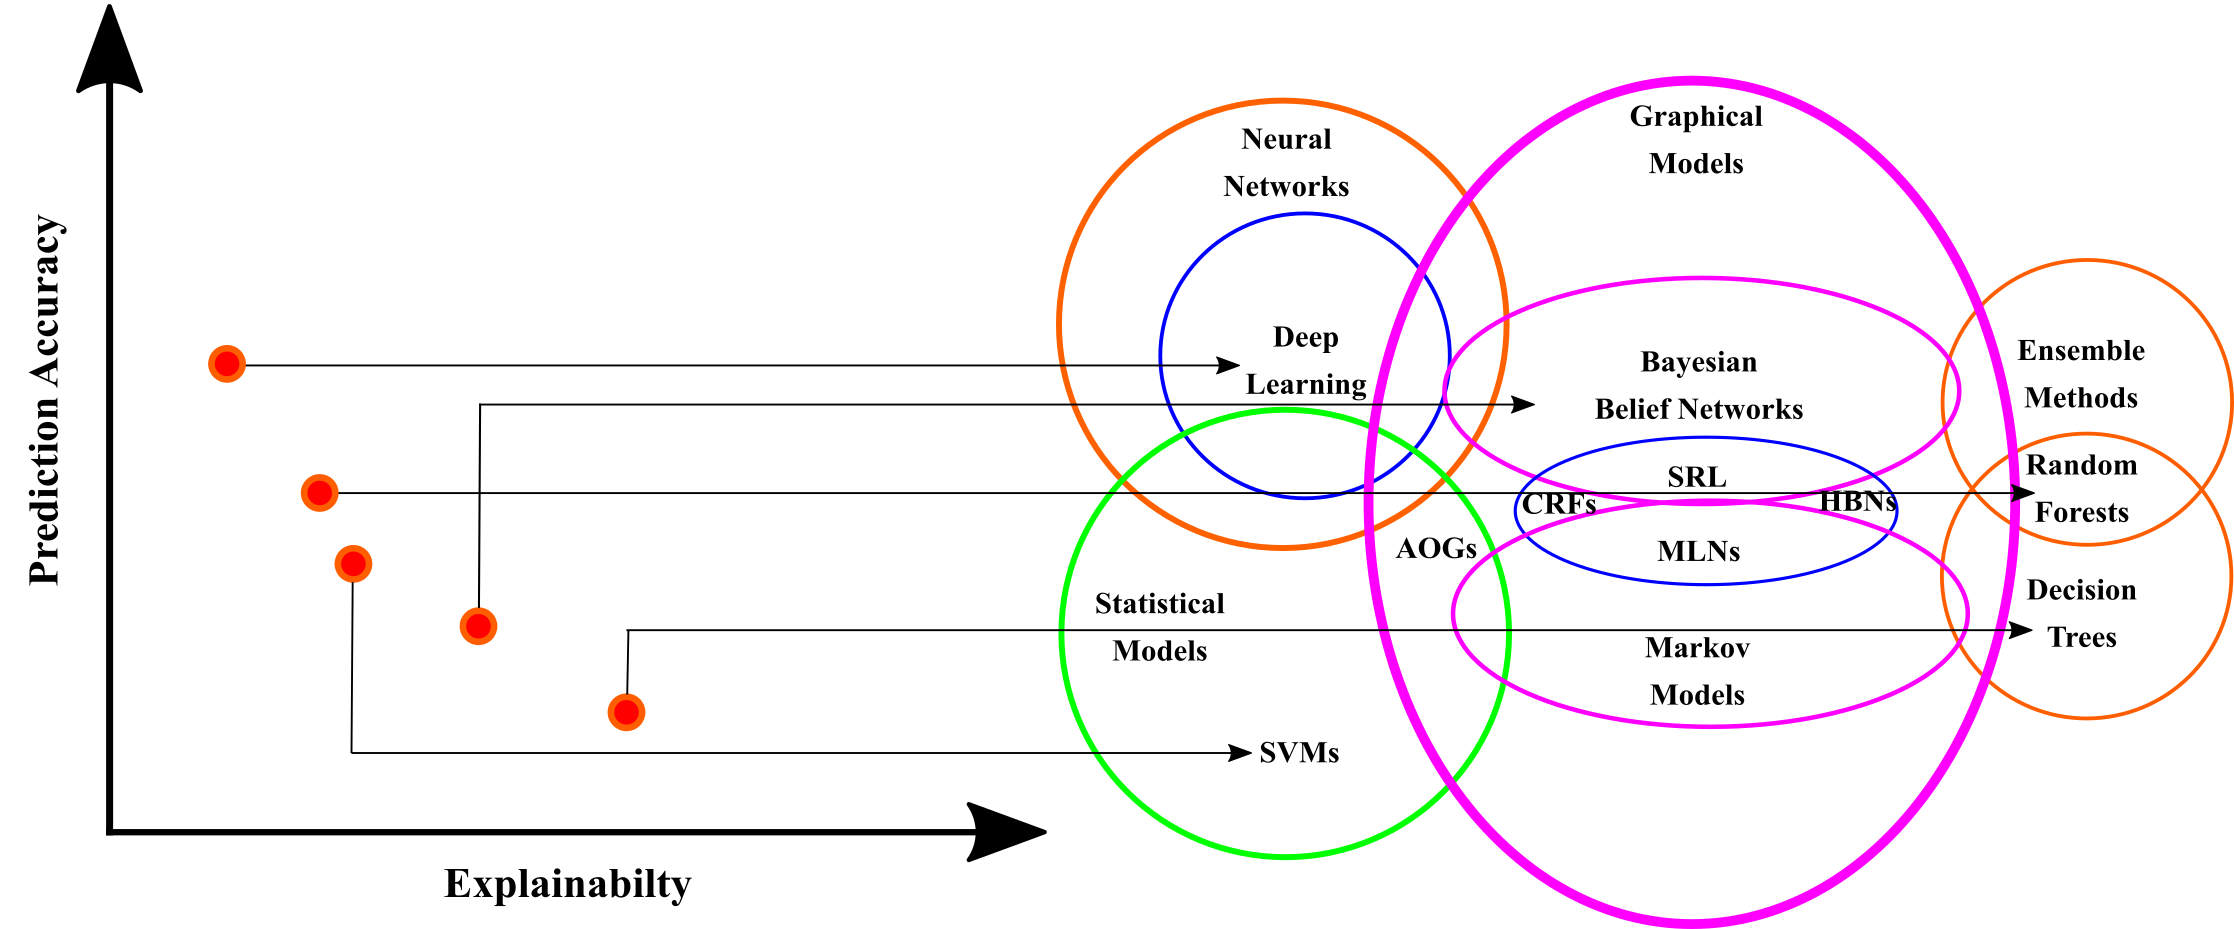 Prediction Accuracy
Explainabilty
Neural
Networks
Deep
Learning
Graphical
Models
Bayesian
Belief Networks
SRL
CRFs
HBNs
AOGs
MLNs
Statistical
Models
Markov
Models
SVMs
Ensemble
Methods
Random
Forests
Decision
Trees